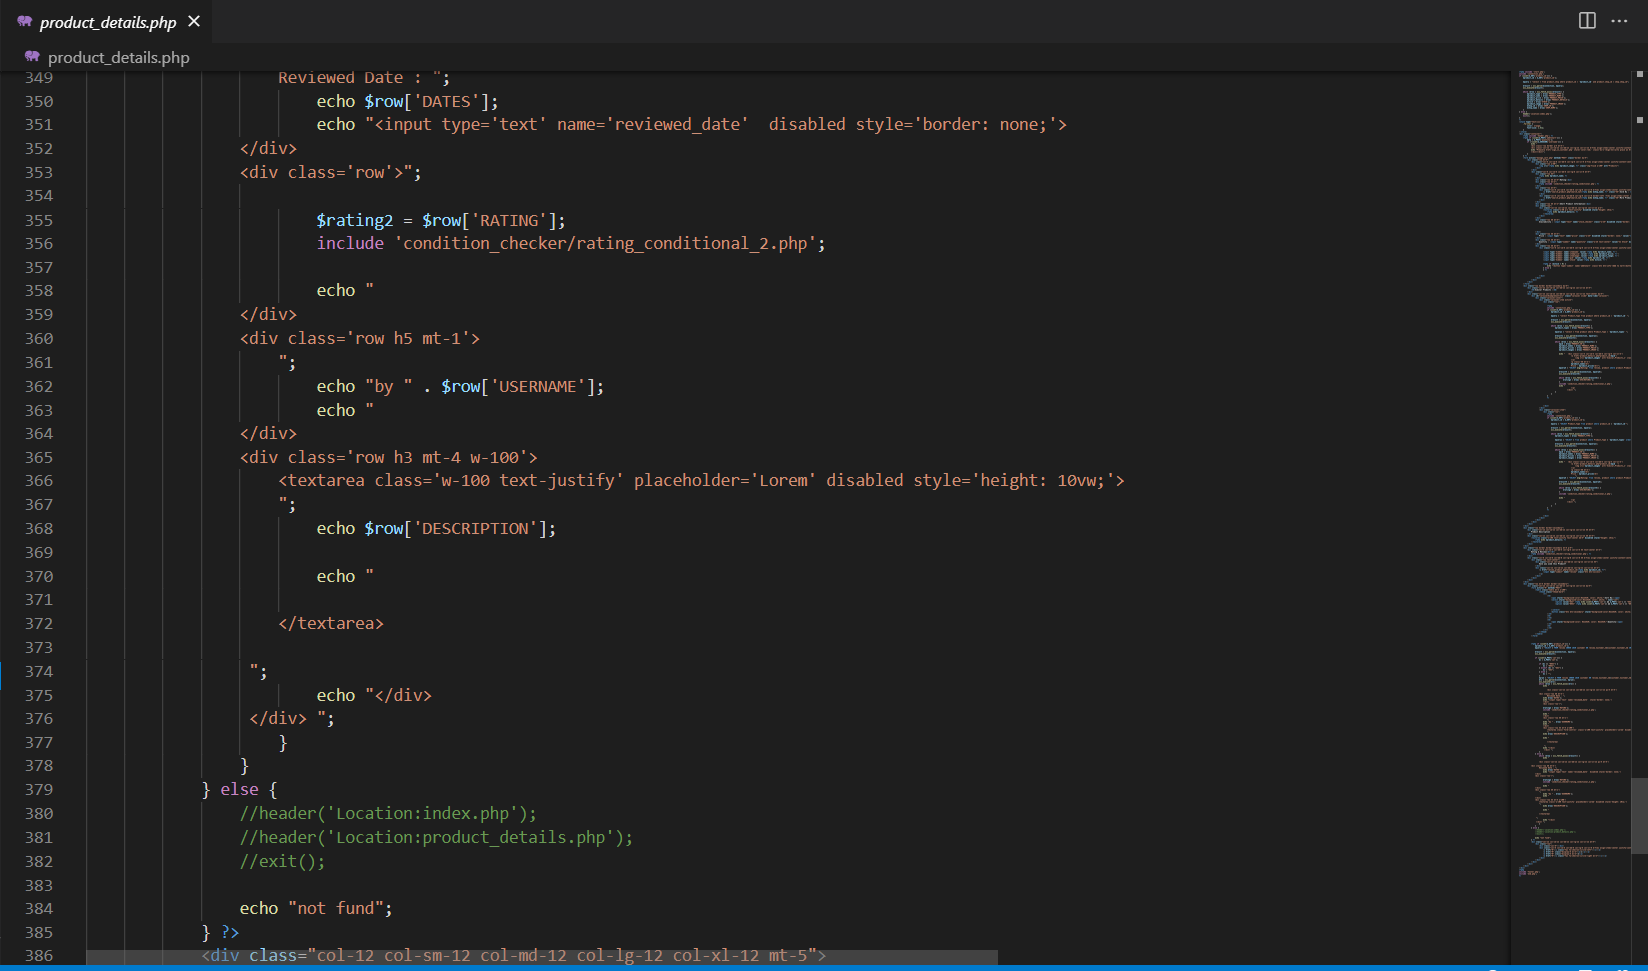 product_details.php
product_details.php
349 Reviewed Date : ";
350 echo $row['DATES'];
351 echo "<input type='text' name='reviewed_date'  disabled style='border: none;'>
352 </div>
353 <div class='row'>";
354
355 $rating2 = $row['RATING'];
356 include 'condition_checker/rating_conditional_2.php';
357
358 echo "
359 </div>
360 <div class='row h5 mt-1'>
361 ";
362 echo "by " . $row['USERNAME'];
363 echo "
364 </div>
365 <div class='row h3 mt-4 w-100'>
366 <textarea class='w-100 text-justify' placeholder='Lorem' disabled style='height: 10vw;'>
367 ";
368 echo $row['DESCRIPTION'];
369
370 echo "
371
372 </textarea>
373
374 ";
375 echo "</div>
376 </div> ";
377 }
378 }
379 } else {
380 //header('Location:index.php');
381 //header('Location:product_details.php');
382 //exit();
383
384 echo "not fund";
385 } ?>
386 <div class="col-12 col-sm-12 col-md-12 col-lg-12 col-xl-12 mt-5">